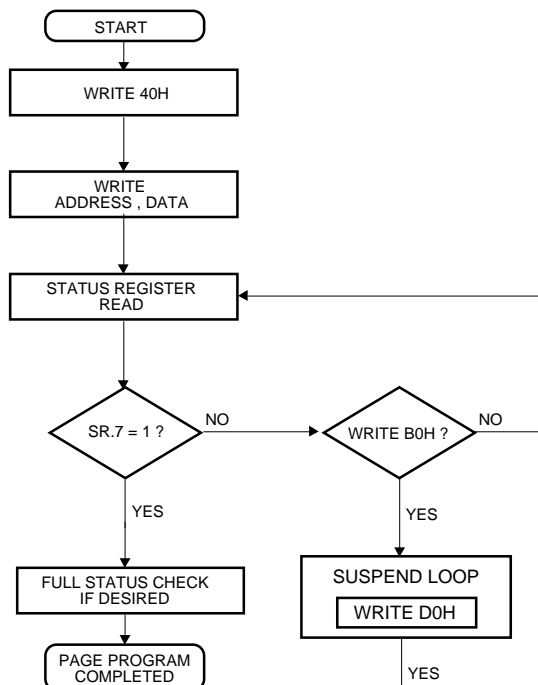 START
WRITE 40H
WRITE
ADDRESS , DATA
STATUS REGISTER
READ
SR.7 = 1 ?
NO
WRITE B0H ?
NO
YES
YES
FULL STATUS CHECK
IF DESIRED
SUSPEND LOOP
WRITE D0H
PAGE PROGRAM
COMPLETED
YES